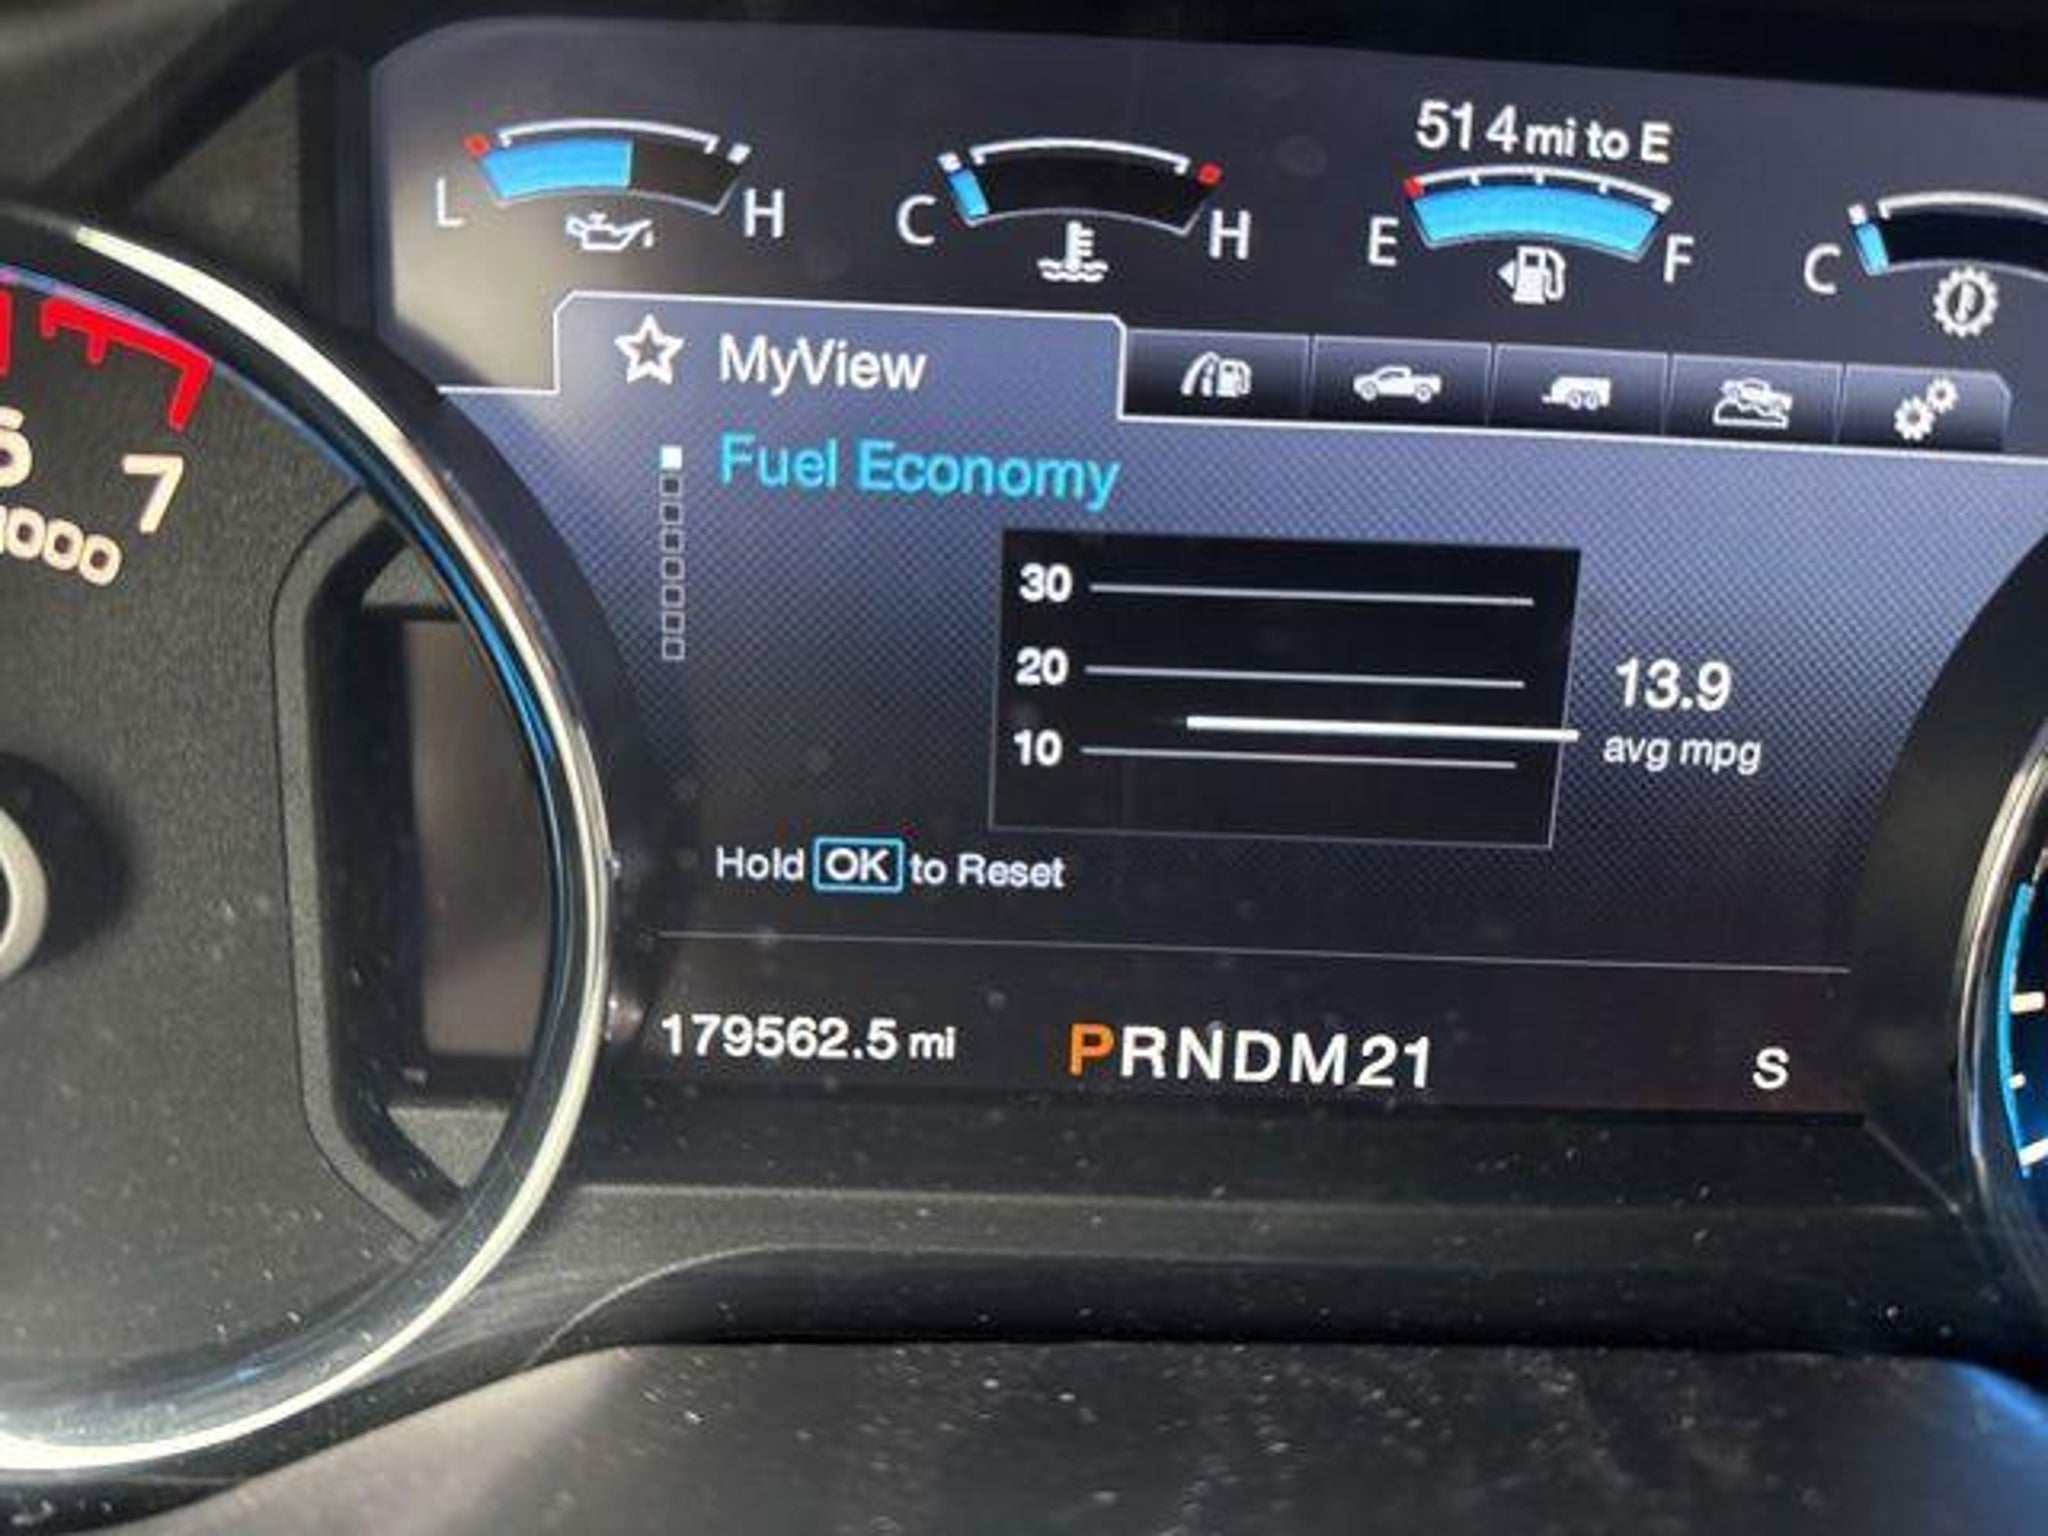 514 mi to E
L H
C H
E F
C
MyView
Fuel Economy
7
000
30
20
10
13.9
avg mpg
Hold OK to Reset
179562.5 mi
PRNDM21
S